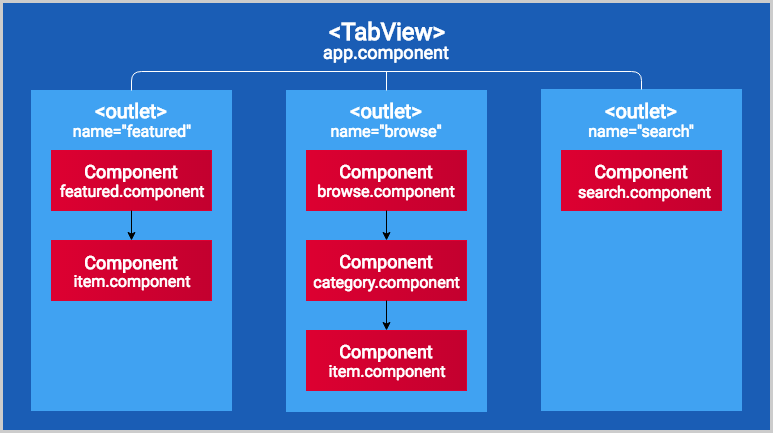 <TabView>
app.component
<outlet>
name="featured"
Component
featured.component
Component
item.component
<outlet>
name="browse"
Component
browse.component
Component
category.component
Component
item.component
<outlet>
name="search"
Component
search.component